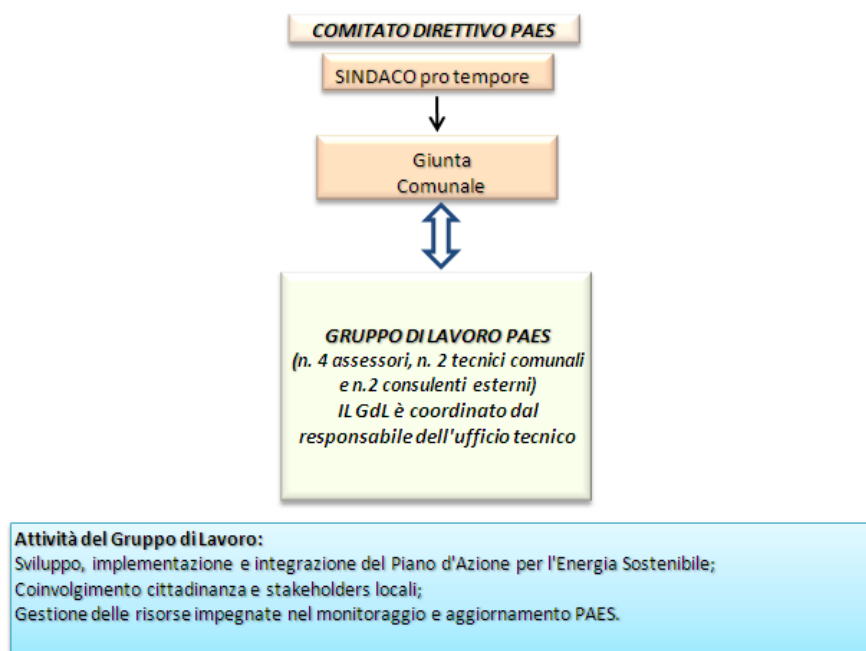 COMITATO DIRETTIVO PAES
SINDACO pro tempore
Giunta
Comunale
GRUPPO DI LAVORO PAES
(n. 4 assessori, n. 2 tecnici comunali
e n.2 consulenti esterni)
IL GdL è coordinato dal
responsabile dell'ufficio tecnico
Attività del Gruppo di Lavoro:
Sviluppo, implementazione e integrazione del Piano d'Azione per l'Energia Sostenibile;
Coinvolgimento cittadinanza e stakeholders locali;
Gestione delle risorse impegnate nel monitoraggio e aggiornamento PAES.